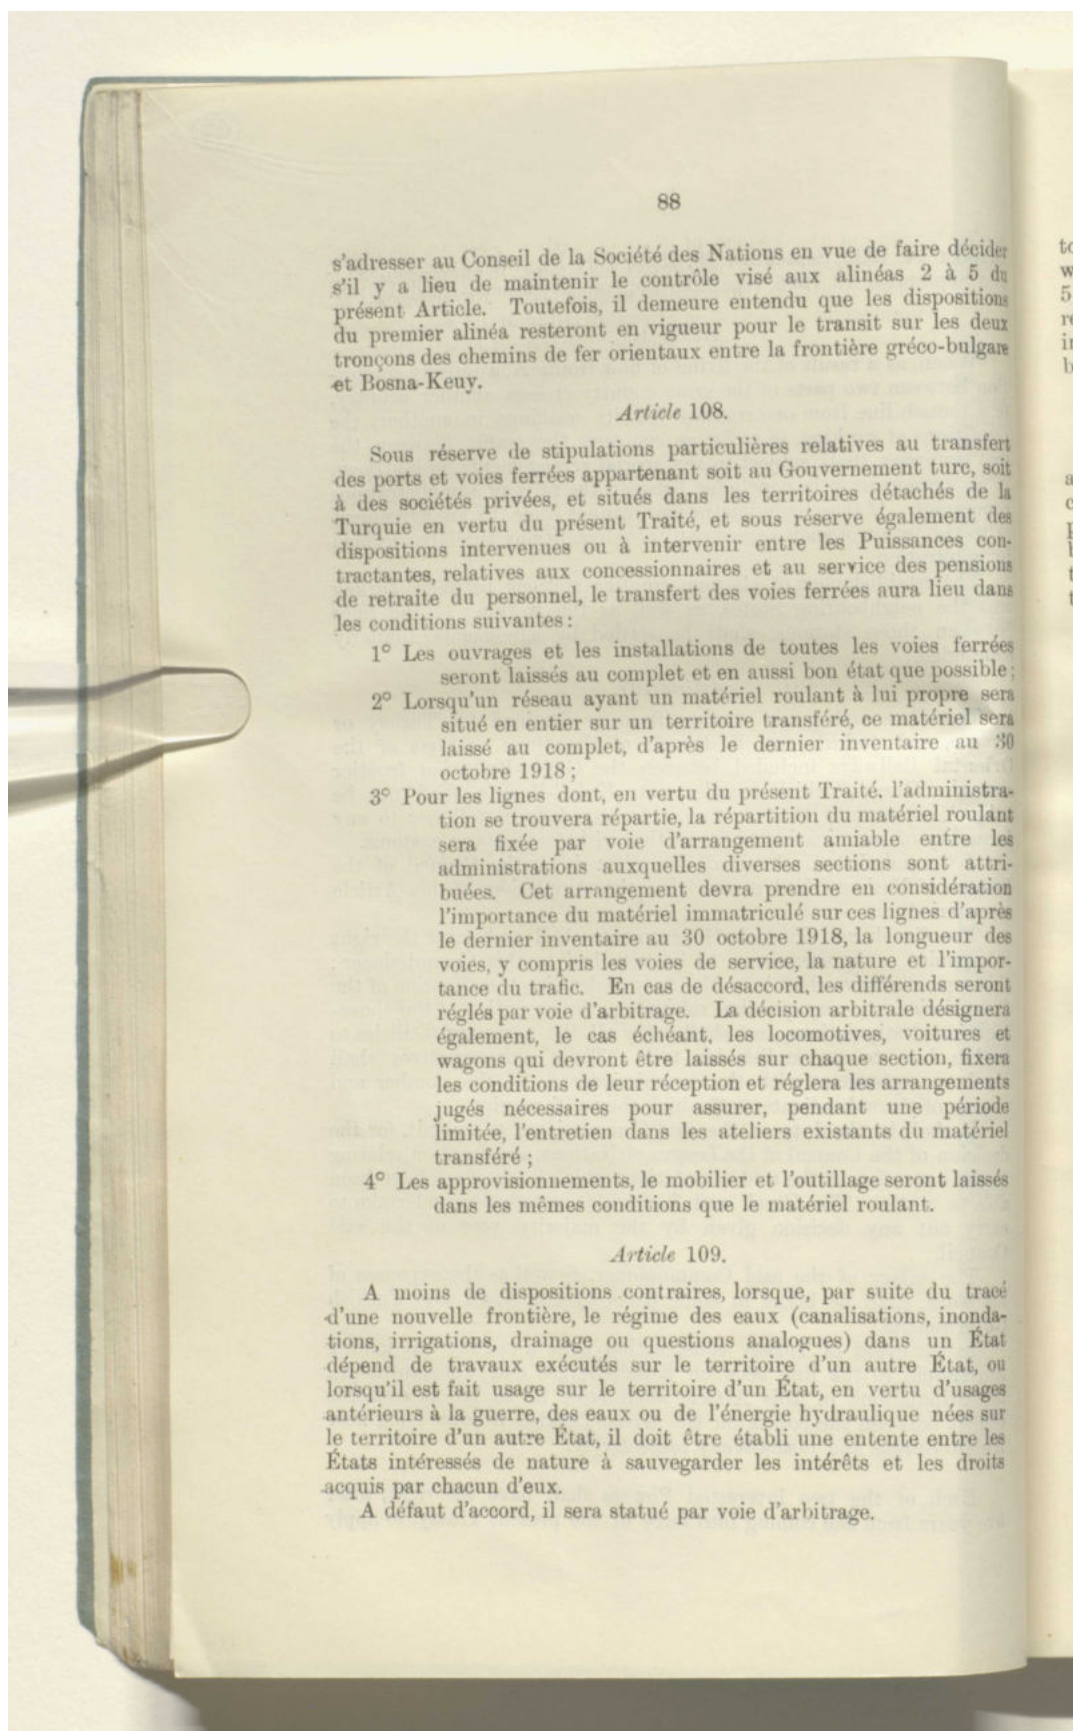 88
s'adresser au Conseil de la Société des Nations en vue de faire décider
s'il y a lieu de maintenir le contrôle visé aux alinéas 2 à 5 du
présent Article. Toutefois, il demeure entendu que les dispositions
du premier alinéa resteront en vigueur pour le transit sur les deux
tronçons des chemins de fer orientaux entre la frontière gréco-bulgare
et Bosna-Keuy.
Article 108.
Sous réserve de stipulations particulières relatives au transfert
des ports et voies ferrées appartenant soit au Gouvernement turc, soit
à des sociétés privées, et situés dans les territoires détachés de la
Turquie en vertu du présent Traité, et sous réserve également des
dispositions intervenues ou à intervenir entre les Puissances con-
tractantes, relatives aux concessionnaires et au service des pensions
de retraite du personnel, le transfert des voies ferrées aura lieu dans
les conditions suivantes :
1° Les ouvrages et les installations de toutes les voies ferrées
seront laissés au complet et en aussi bon état que possible ;
2° Lorsqu'un réseau ayant un matériel roulant à lui propre sera
situé en entier sur un territoire transféré, ce matériel sera
laissé au complet, d'après le dernier inventaire au 30
octobre 1918 ;
3° Pour les lignes dont, en vertu du présent Traité, l'administra-
tion se trouvera répartie, la répartition du matériel roulant
sera fixée par voie d'arrangement amiable entre les
administrations auxquelles diverses sections sont attri-
buées. Cet arrangement devra prendre en considération
l'importance du matériel immatriculé sur ces lignes d'après
le dernier inventaire au 30 octobre 1918, la longueur des
voies, y compris les voies de service, la nature et l'impor-
tance du trafic. En cas de désaccord, les différends seront
réglés par voie d'arbitrage. La décision arbitrale désignera
également, le cas échéant, les locomotives, voitures et
wagons qui devront être laissés sur chaque section, fixera
les conditions de leur réception et réglera les arrangements
jugés nécessaires pour assurer, pendant une période
limitée, l'entretien dans les ateliers existants du matériel
transféré ;
4° Les approvisionnements, le mobilier et l'outillage seront laissés
dans les mêmes conditions que le matériel roulant.
Article 109.
A moins de dispositions contraires, lorsque, par suite du tracé
d'une nouvelle frontière, le régime des eaux (canalisations, inonda-
tions, irrigations, drainage ou questions analogues) dans un État
dépend de travaux exécutés sur le territoire d'un autre État, ou
lorsqu'il est fait usage sur le territoire d'un État, en vertu d'usages
antérieurs à la guerre, des eaux ou de l'énergie hydraulique nées sur
le territoire d'un autre État, il doit être établi une entente entre les
États intéressés de nature à sauvegarder les intérêts et les droits
acquis par chacun d'eux.
A défaut d'accord, il sera statué par voie d'arbitrage.